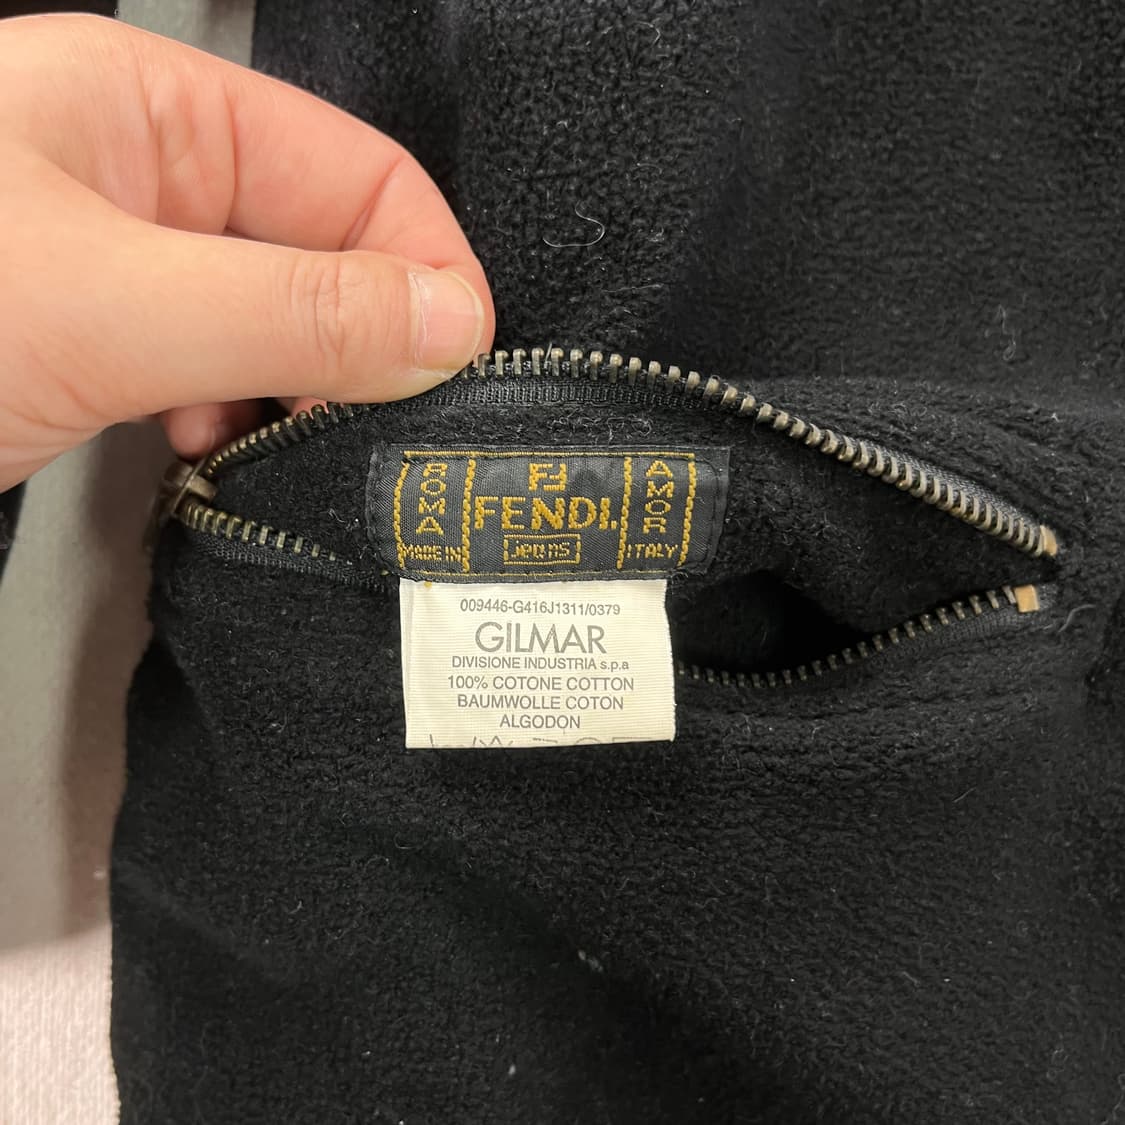 ROMA
FENDI
AMOR
MADE IN
jeans
ITALY
009446-G416J1311/0379
GILMAR
DIVISIONE INDUSTRIA s.p.a
100% COTONE COTTON
BAUMWOLLE COTON
ALGODON